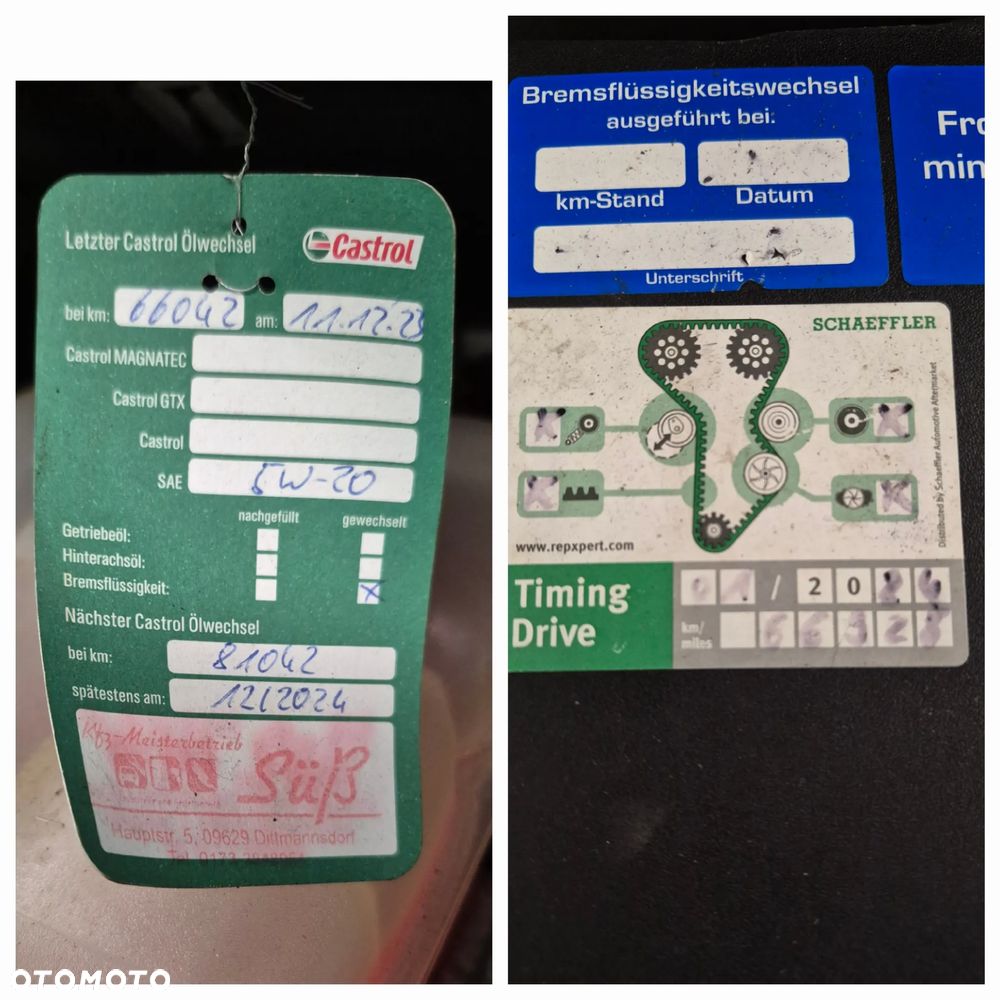 Letzter Castrol Ölwechsel
Castrol
bei km: 66042 am: 11.12.23
Castrol MAGNATEC
Castrol GTX
Castrol
SAE 5W-20
nachgefüllt gewechselt
Getriebeöl:
Hinterachsöl:
Bremsflüssigkeit: X
Nächster Castrol Ölwechsel
bei km: 81042
spätestens am: 12/2024
Kfz-Meisterbetrieb
Süß
Hauptstr. 5, 09629 Dittmannsdorf
Bremsflüssigkeitswechsel
ausgeführt bei:
km-Stand Datum
Unterschrift
Fro
min
SCHAEFFLER
Distributed by Schaeffler Automotive Aftermarket
www.repxpert.com
Timing
Drive
01 / 2024
km/
miles
OTOMOTO